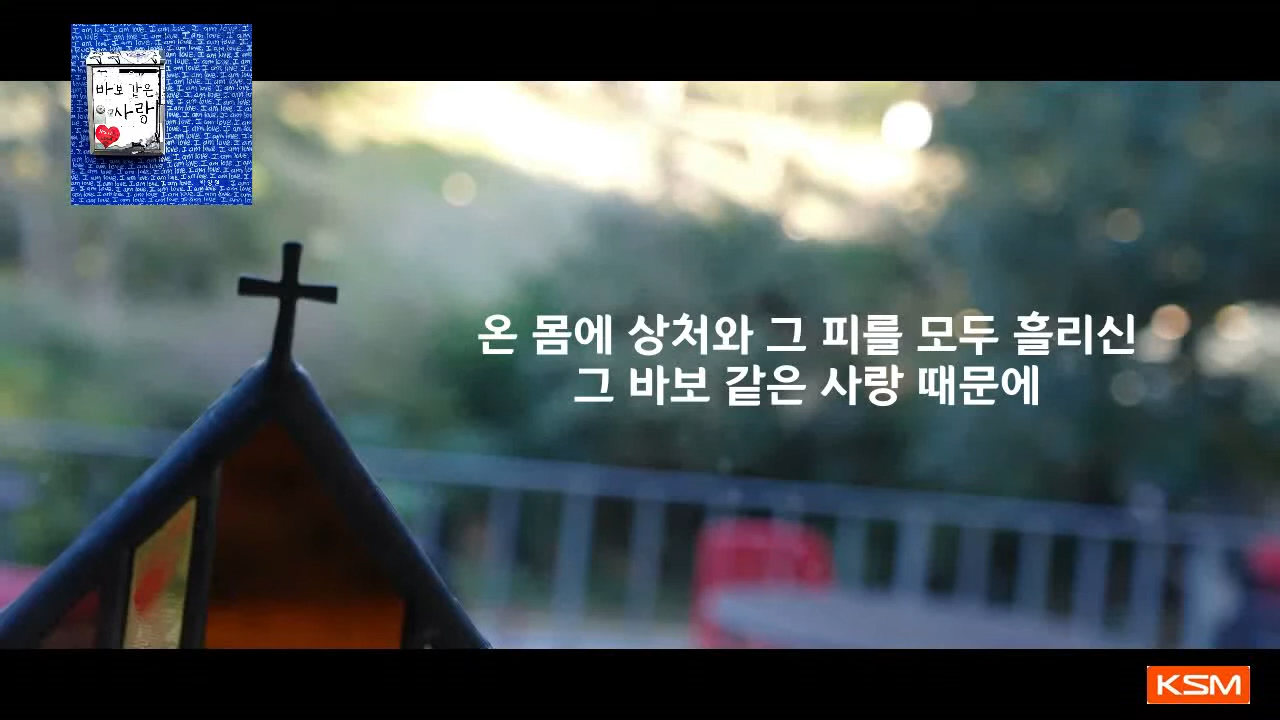 바보 같은
사랑
온 몸에 상처와 그 피를 모두 흘리신
그 바보 같은 사랑 때문에
KSM